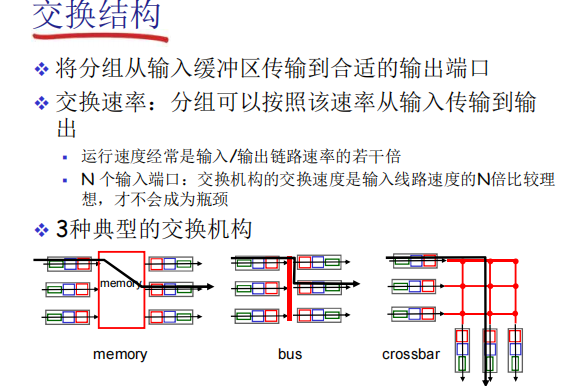 交换结构
将分组从输入缓冲区传输到合适的输出端口
交换速率：分组可以按照该速率从输入传输到输
出
运行速度经常是输入/输出链路速率的若干倍
N 个输入端口：交换机构的交换速度是输入线路速度的N倍比较理
想，才不会成为瓶颈
3种典型的交换机构
memory
memory
bus
crossbar